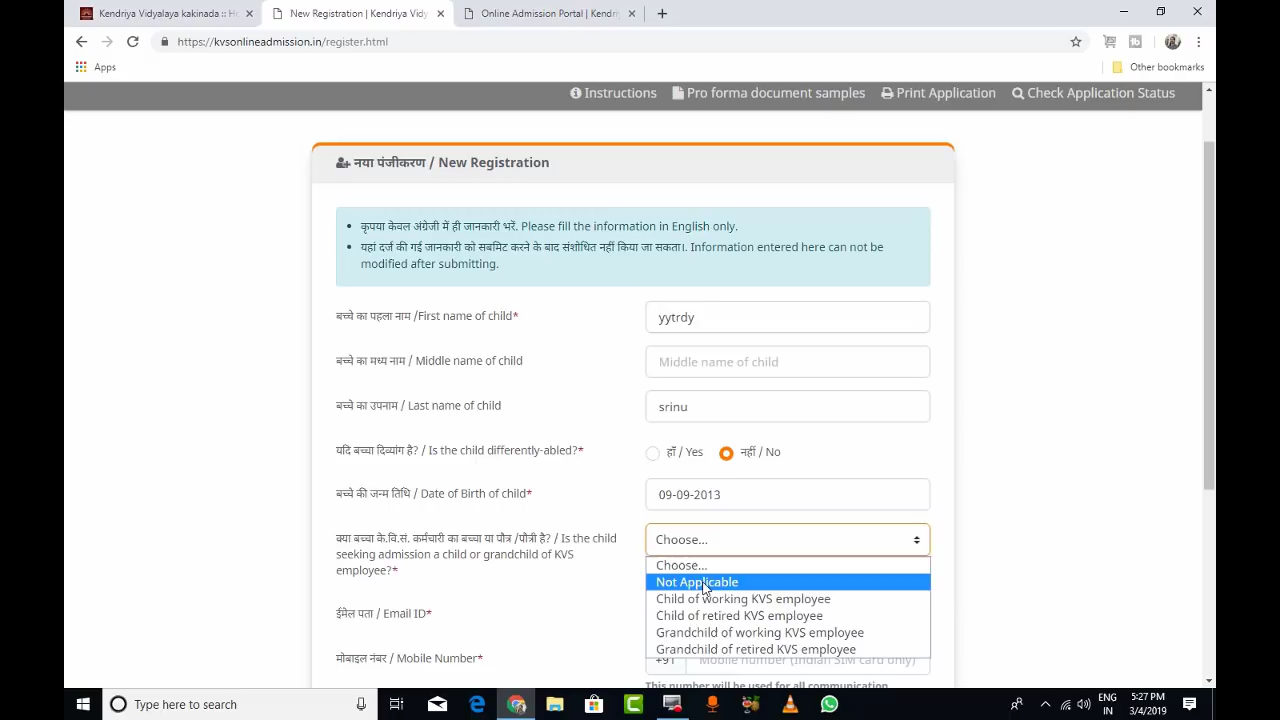 Kendriya Vidyalaya kakinada :: Ho
New Registration | Kendriya Vidy
Online Admission Portal | Kendri
https://kvsonlineadmission.in/register.html
Apps
Other bookmarks
Instructions Pro forma document samples Print Application Check Application Status
नया पंजीकरण / New Registration
कृपया केवल अंग्रेजी में ही जानकारी भरें. Please fill the information in English only.
यहां दर्ज की गई जानकारी को सबमिट करने के बाद संशोधित नहीं किया जा सकता।. Information entered here can not be
modified after submitting.
बच्चे का पहला नाम /First name of child*
yytrdy
बच्चे का मध्य नाम / Middle name of child
Middle name of child
बच्चे का उपनाम / Last name of child
srinu
यदि बच्चा दिव्यांग है? / Is the child differently-abled?*
हाँ / Yes नहीं / No
बच्चे की जन्म तिथि / Date of Birth of child*
09-09-2013
क्या बच्चा के.वि.सं. कर्मचारी का बच्चा या पौत्र /पौत्री है? / Is the child
seeking admission a child or grandchild of KVS
employee?*
Choose...
Choose...
Not Applicable
Child of working KVS employee
Child of retired KVS employee
Grandchild of working KVS employee
Grandchild of retired KVS employee
ईमेल पता / Email ID*
मोबाइल नंबर / Mobile Number*
+91 Mobile number (Indian SIM card only)
This number will be used for all communication
Type here to search
ENG
IN
5:27 PM
3/4/2019